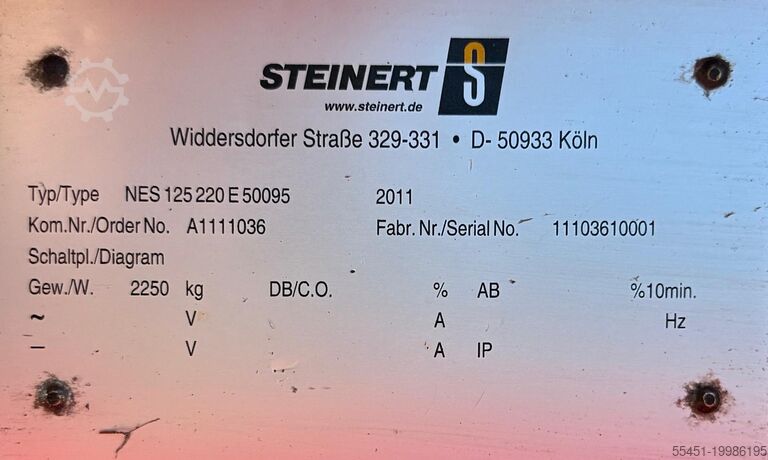 STEINERT S
www.steinert.de
Widdersdorfer Straße 329-331 • D- 50933 Köln
Typ/Type NES 125 220 E 50095 2011
Kom.Nr./Order No. A1111036 Fabr. Nr./Serial No. 11103610001
Schaltpl./Diagram
Gew./W. 2250 kg DB/C.O. % AB %10min.
~ V A Hz
– V A IP
55451-19986195